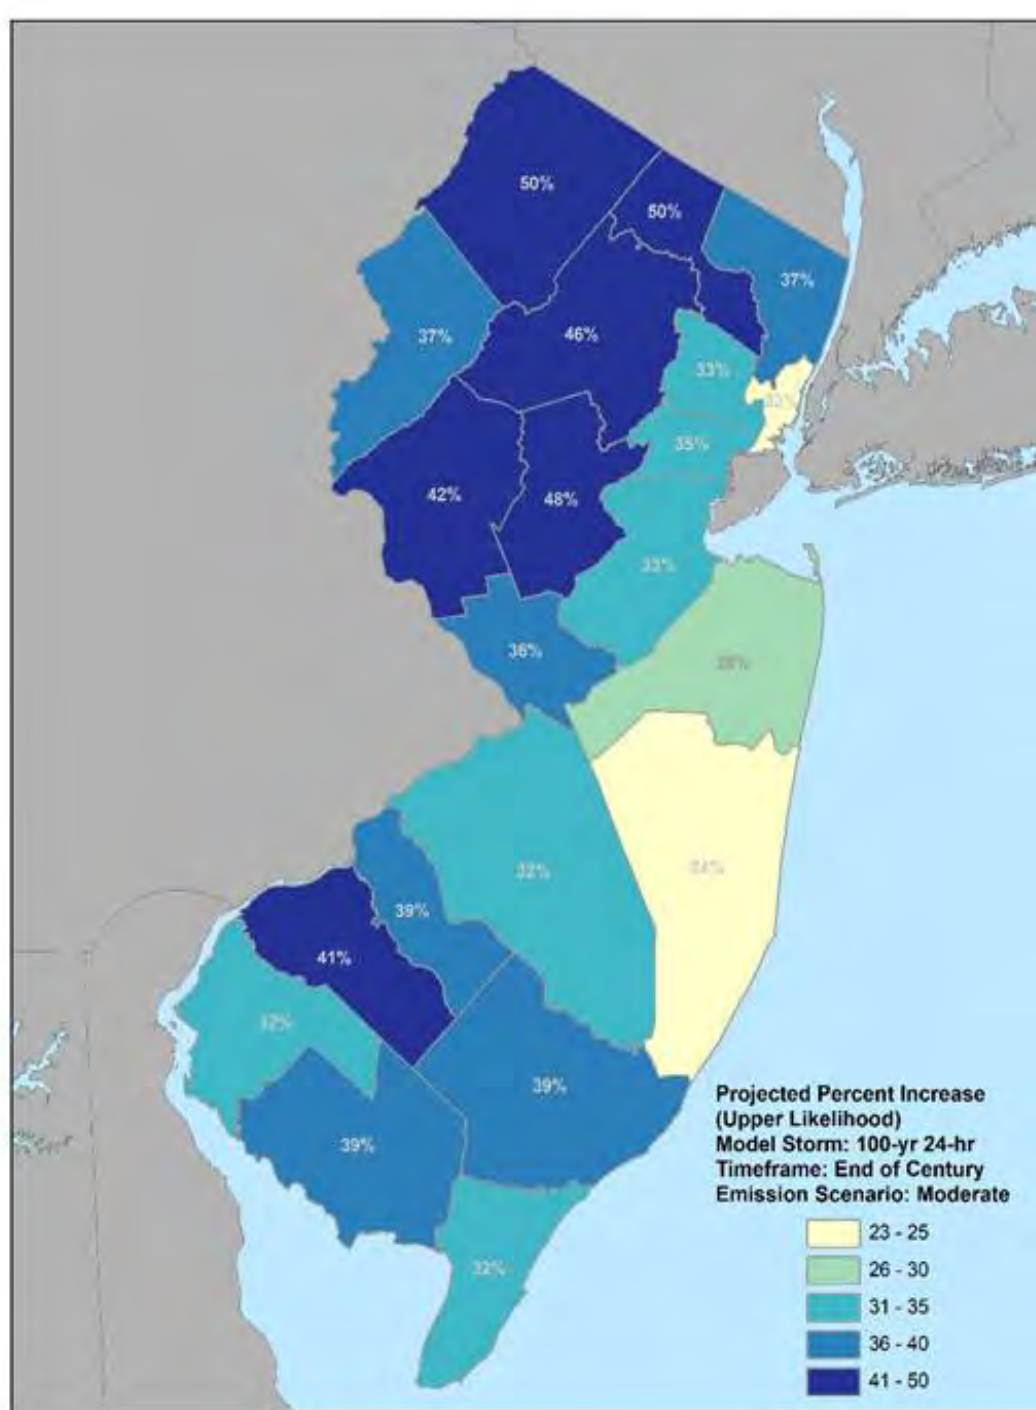 50%
50%
37%
37%
46%
33%
35%
42%
48%
33%
36%
32%
39%
41%
32%
39%
39%
32%
Projected Percent Increase
(Upper Likelihood)
Model Storm: 100-yr 24-hr
Timeframe: End of Century
Emission Scenario: Moderate
23 - 25
26 - 30
31 - 35
36 - 40
41 - 50